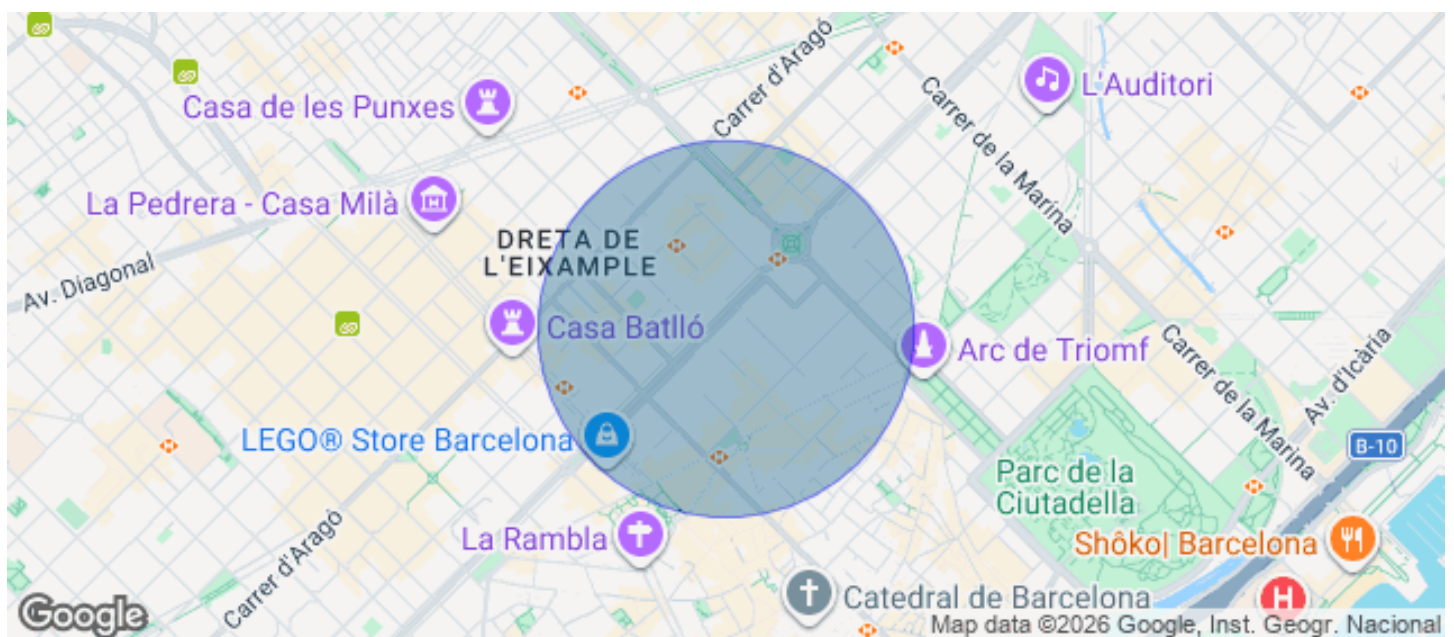 Carrer d'Aragó
L'Auditori
Casa de les Punxes
Carrer de la Marina
La Pedrera - Casa Milà
DRETA DE
L'EIXAMPLE
Av. Diagonal
Casa Batlló
Arc de Triomf
Av. d'Icària
Carrer de la Marina
LEGO® Store Barcelona
B-10
Parc de la
Ciutadella
La Rambla
Shôko| Barcelona
Carrer d'Aragó
Catedral de Barcelona
H
Google
Map data ©2026 Google, Inst. Geogr. Nacional